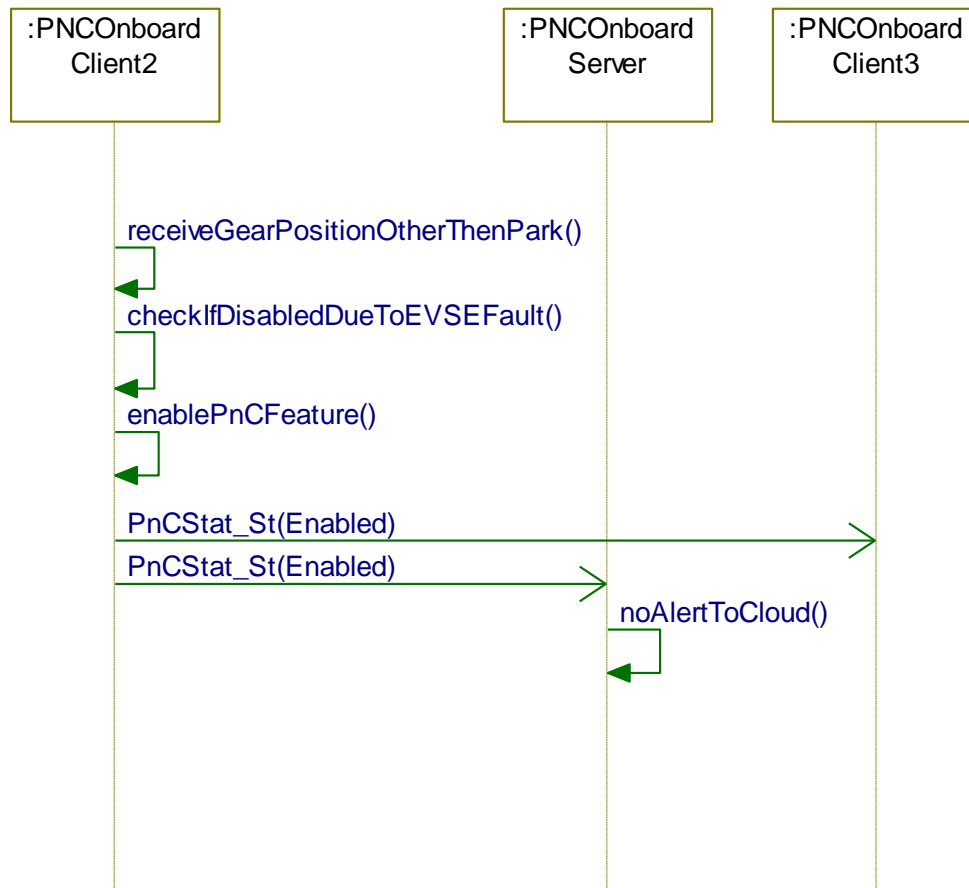 :PNCOnboard
Client2
:PNCOnboard
Server
:PNCOnboard
Client3
receiveGearPositionOtherThenPark()
checkIfDisabledDueToEVSEFault()
enablePnCFeature()
PnCStat_St(Enabled)
PnCStat_St(Enabled)
noAlertToCloud()